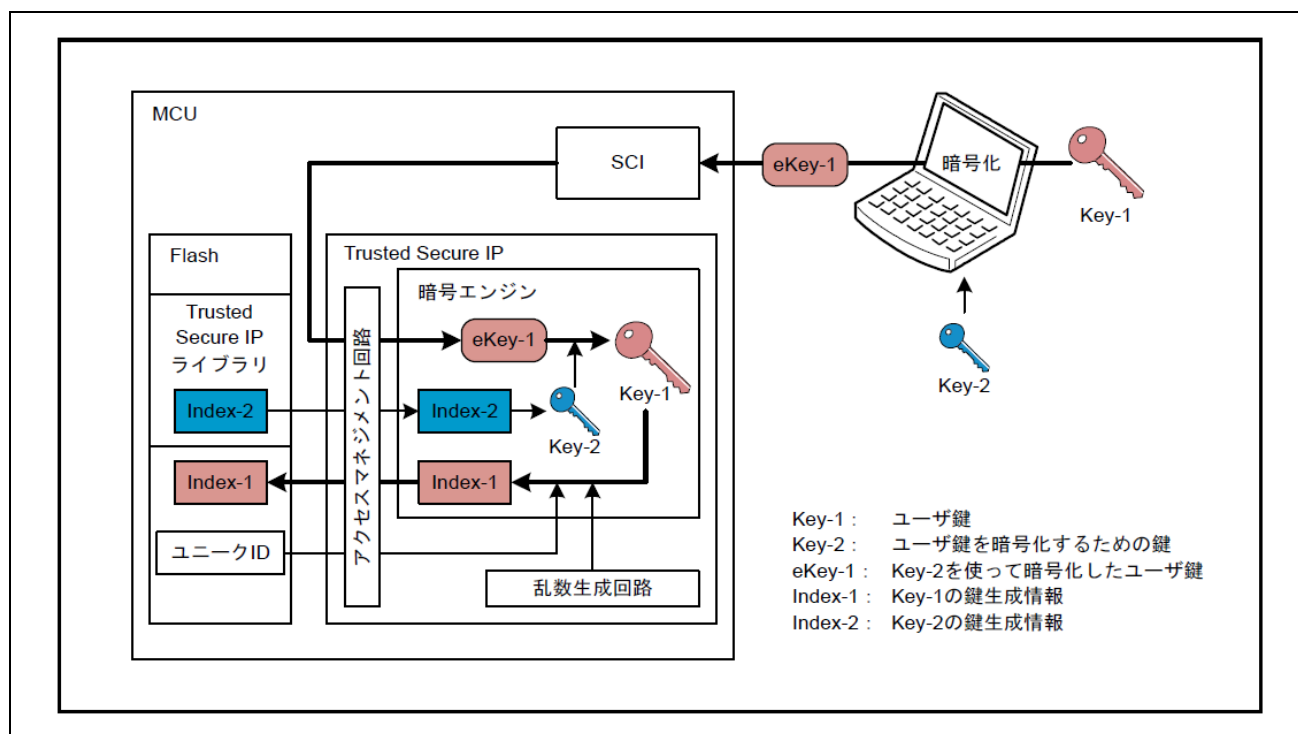 MCU
SCI
eKey-1
暗号化
Key-1
Key-2
Flash
Trusted
Secure IP
ライブラリ
Index-2
Index-1
ユニークID
Trusted Secure IP
アクセスマネジメント回路
暗号エンジン
eKey-1
Key-1
Index-2
Key-2
Index-1
乱数生成回路
Key-1： ユーザ鍵
Key-2： ユーザ鍵を暗号化するための鍵
eKey-1： Key-2を使って暗号化したユーザ鍵
Index-1： Key-1の鍵生成情報
Index-2： Key-2の鍵生成情報